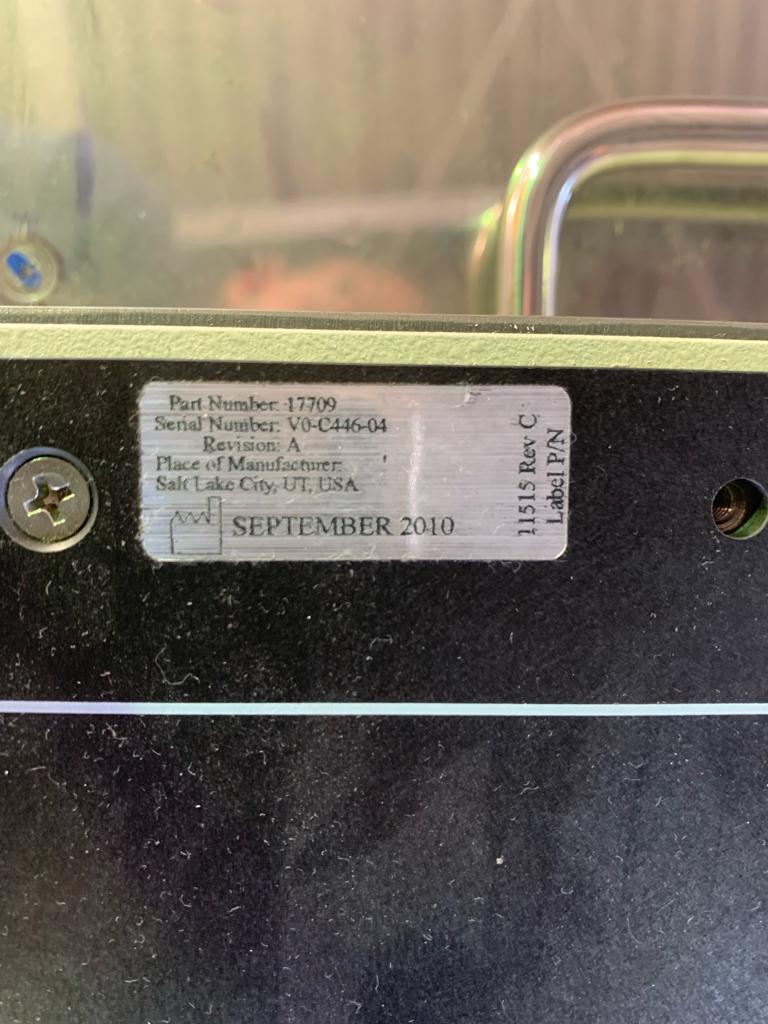 Part Number: 17709
Serial Number: V0-C446-04
Revision: A
Place of Manufacturer:
Salt Lake City, UT, USA
SEPTEMBER 2010
11515 Rev C
Label P/N